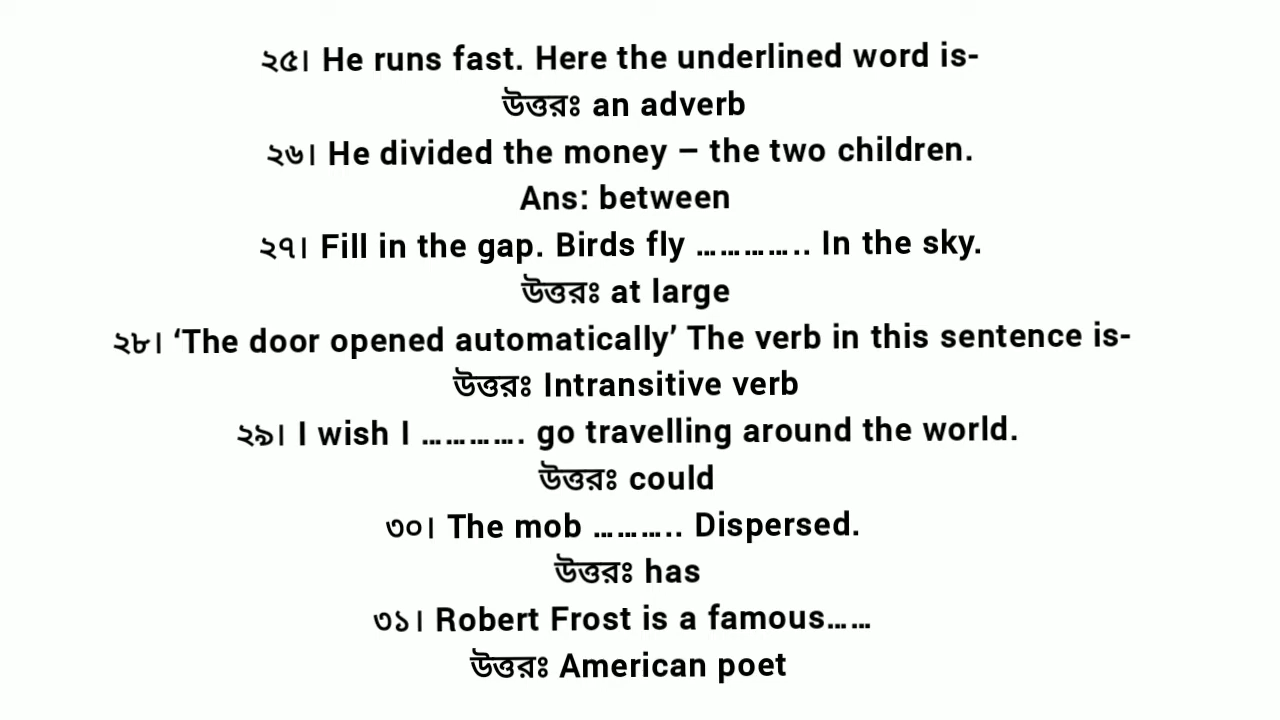 ২৫। He runs fast. Here the underlined word is-
উত্তরঃ an adverb
২৬। He divided the money – the two children.
Ans: between
২৭। Fill in the gap. Birds fly ………….. In the sky.
উত্তরঃ at large
২৮। ‘The door opened automatically’ The verb in this sentence is-
উত্তরঃ Intransitive verb
২৯। I wish I …………. go travelling around the world.
উত্তরঃ could
৩০। The mob ……….. Dispersed.
উত্তরঃ has
৩১। Robert Frost is a famous……
উত্তরঃ American poet